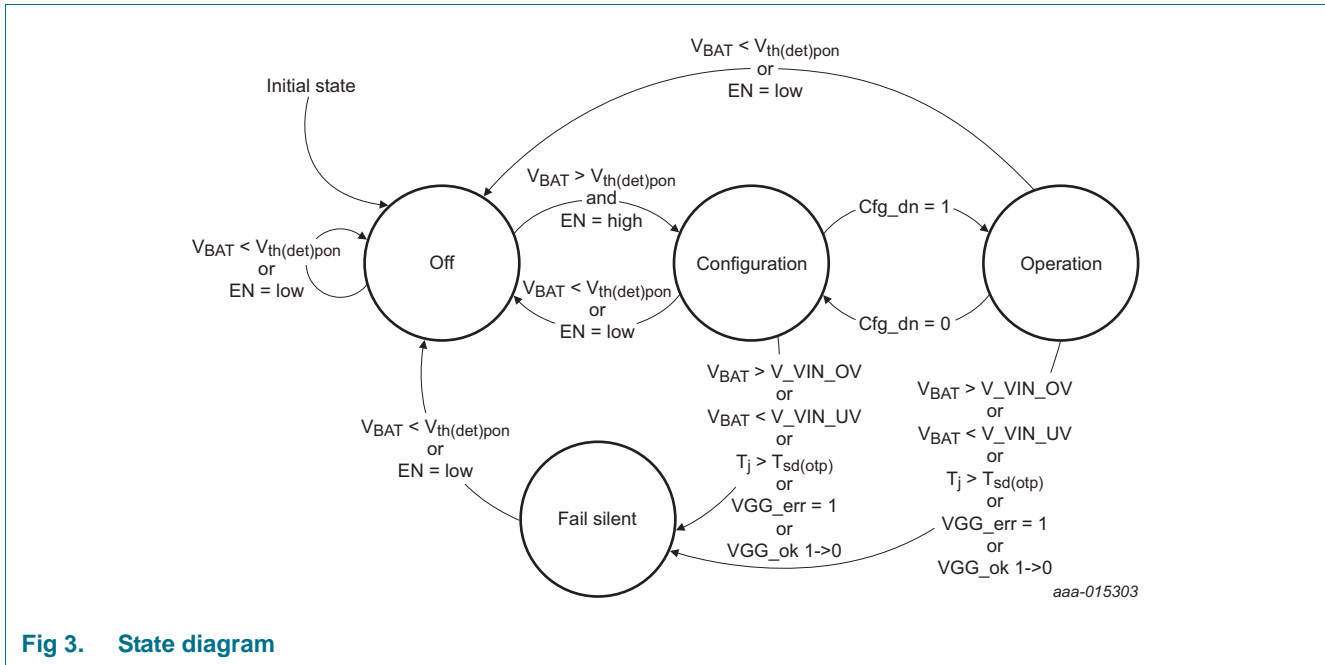 V_BAT < V_th(det)pon
or
EN = low
Initial state
V_BAT > V_th(det)pon
and
EN = high
Cfg_dn = 1
V_BAT < V_th(det)pon
or
EN = low
Off
Configuration
Operation
V_BAT < V_th(det)pon
or
EN = low
Cfg_dn = 0
V_BAT > V_VIN_OV
or
V_BAT < V_VIN_UV
or
T_j > T_sd(otp)
or
VGG_err = 1
or
VGG_ok 1->0
V_BAT > V_VIN_OV
or
V_BAT < V_VIN_UV
or
T_j > T_sd(otp)
or
VGG_err = 1
or
VGG_ok 1->0
V_BAT < V_th(det)pon
or
EN = low
Fail silent
aaa-015303
Fig 3. State diagram